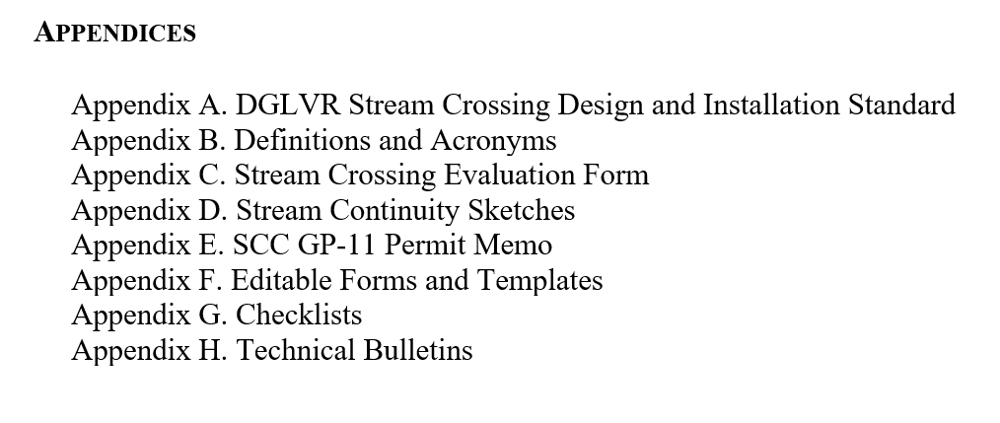 APPENDICES
Appendix A. DGLVR Stream Crossing Design and Installation Standard
Appendix B. Definitions and Acronyms
Appendix C. Stream Crossing Evaluation Form
Appendix D. Stream Continuity Sketches
Appendix E. SCC GP-11 Permit Memo
Appendix F. Editable Forms and Templates
Appendix G. Checklists
Appendix H. Technical Bulletins